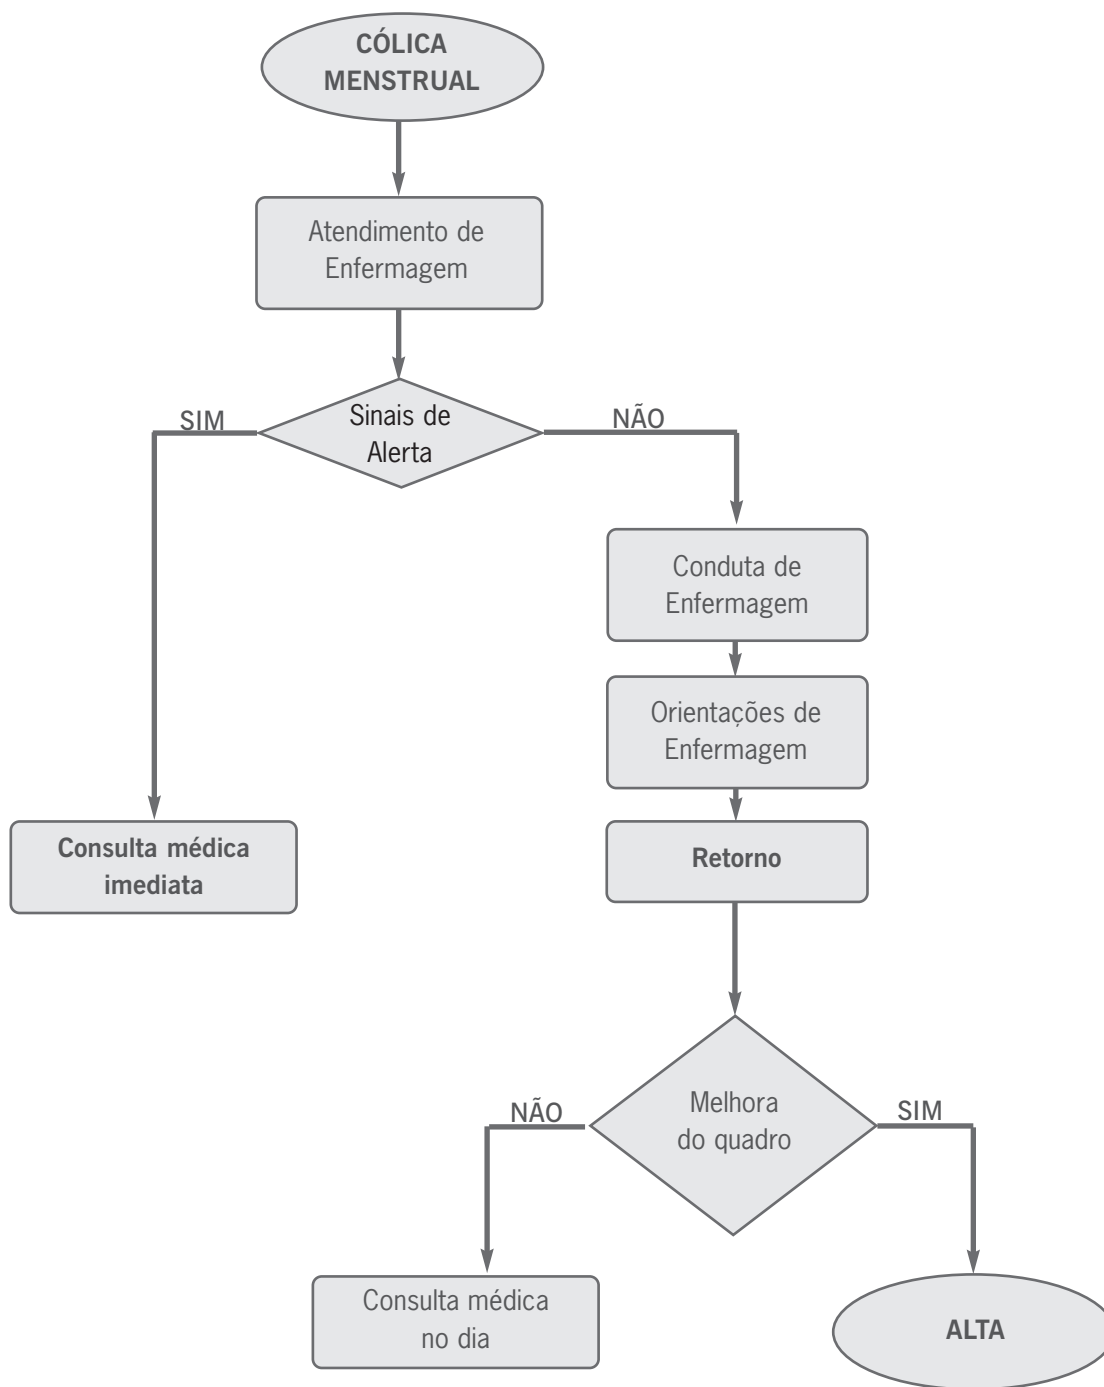 CÓLICA
MENSTRUAL
Atendimento de
Enfermagem
SIM
Sinais de
Alerta
NÃO
Conduta de
Enfermagem
Orientações de
Enfermagem
Consulta médica
imediata
Retorno
NÃO
Melhora
do quadro
SIM
Consulta médica
no dia
ALTA